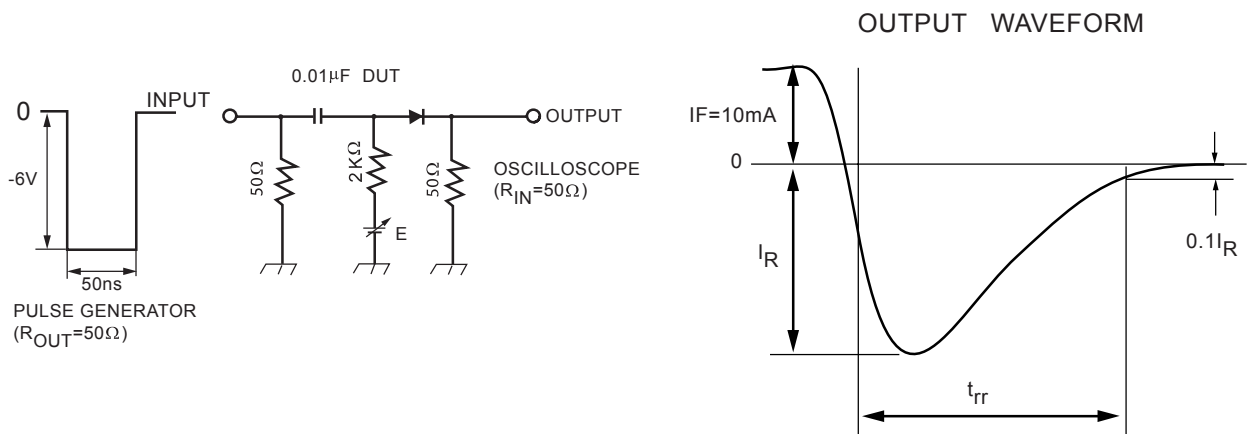 OUTPUT WAVEFORM
0.01μF DUT
0
INPUT
OUTPUT
-6V
50Ω
2KΩ
50Ω
OSCILLOSCOPE
(RIN=50Ω)
E
50ns
PULSE GENERATOR
(ROUT=50Ω)
IF=10mA
0
IR
0.1IR
trr